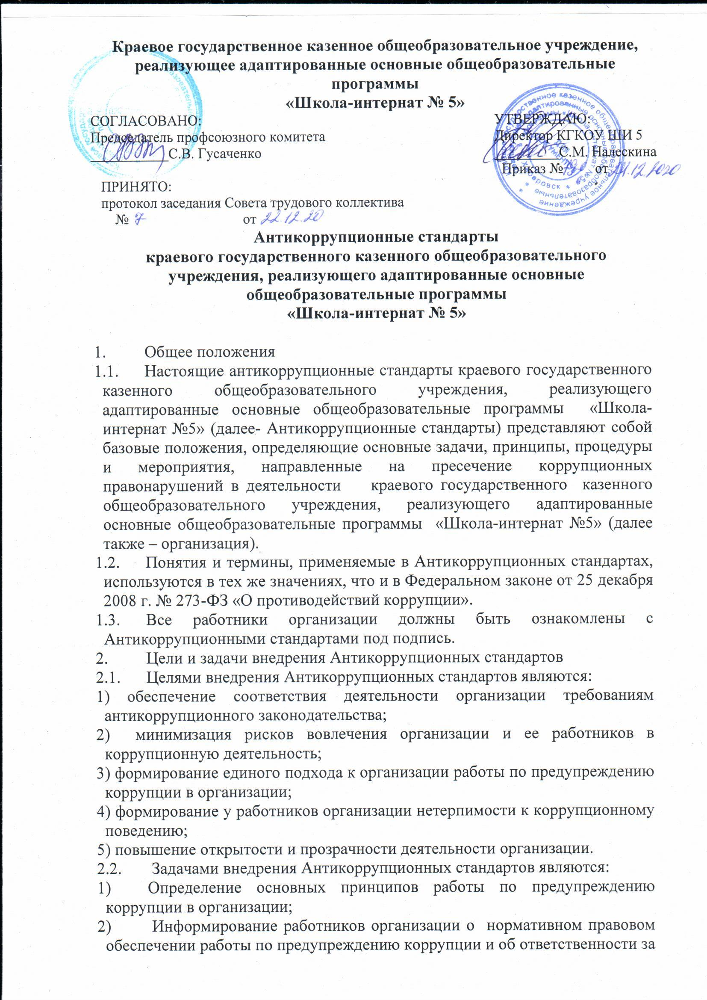 Краевое государственное казенное общеобразовательное учреждение,
реализующее адаптированные основные общеобразовательные
программы
«Школа-интернат № 5»
СОГЛАСОВАНО:
Председатель профсоюзного комитета
С.В. Гусаченко
УТВЕРЖДАЮ:
Директор КГКОУ ШИ 5
С.М. Налескина
Приказ № от 24.12.2020
ПРИНЯТО:
протокол заседания Совета трудового коллектива
№ 7 от 22.12.20
Антикоррупционные стандарты
краевого государственного казенного общеобразовательного
учреждения, реализующего адаптированные основные
общеобразовательные программы
«Школа-интернат № 5»
1. Общее положения
1.1. Настоящие антикоррупционные стандарты краевого государственного
казенного общеобразовательного учреждения, реализующего
адаптированные основные общеобразовательные программы «Школа-
интернат №5» (далее- Антикоррупционные стандарты) представляют собой
базовые положения, определяющие основные задачи, принципы, процедуры
и мероприятия, направленные на пресечение коррупционных
правонарушений в деятельности краевого государственного казенного
общеобразовательного учреждения, реализующего адаптированные
основные общеобразовательные программы «Школа-интернат №5» (далее
также – организация).
1.2. Понятия и термины, применяемые в Антикоррупционных стандартах,
используются в тех же значениях, что и в Федеральном законе от 25 декабря
2008 г. № 273-ФЗ «О противодействий коррупции».
1.3. Все работники организации должны быть ознакомлены с
Антикоррупционными стандартами под подпись.
2. Цели и задачи внедрения Антикоррупционных стандартов
2.1. Целями внедрения Антикоррупционных стандартов являются:
1) обеспечение соответствия деятельности организации требованиям
антикоррупционного законодательства;
2) минимизация рисков вовлечения организации и ее работников в
коррупционную деятельность;
3) формирование единого подхода к организации работы по предупреждению
коррупции в организации;
4) формирование у работников организации нетерпимости к коррупционному
поведению;
5) повышение открытости и прозрачности деятельности организации.
2.2. Задачами внедрения Антикоррупционных стандартов являются:
1) Определение основных принципов работы по предупреждению
коррупции в организации;
2) Информирование работников организации о нормативном правовом
обеспечении работы по предупреждению коррупции и об ответственности за